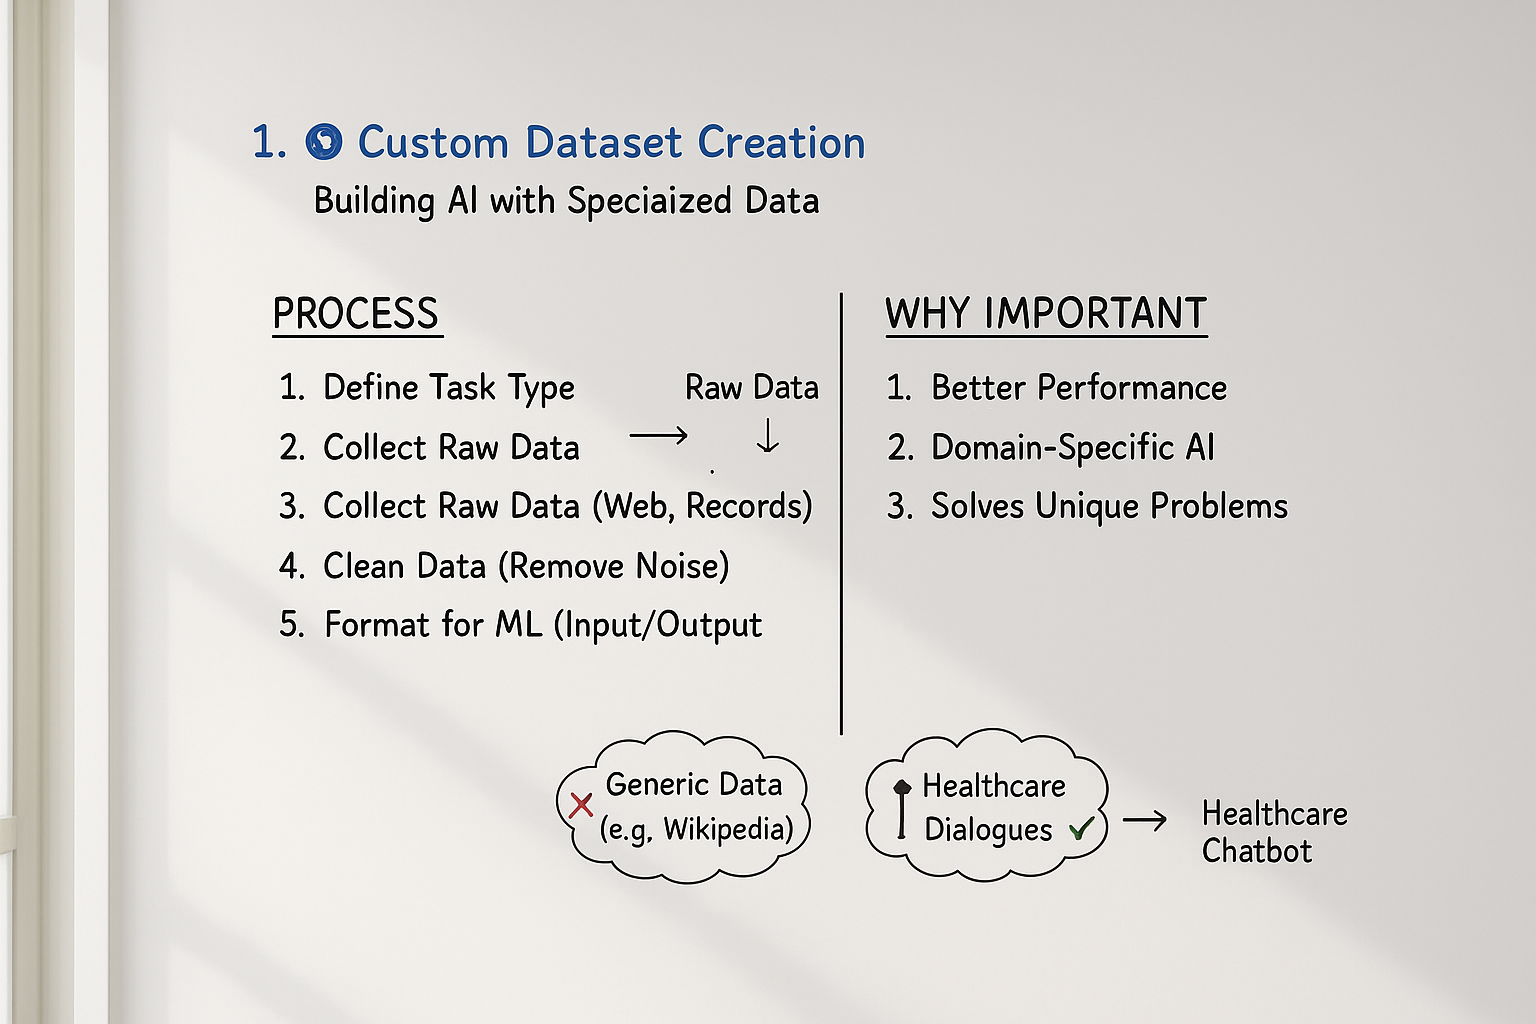 1. Custom Dataset Creation
Building AI with Speciaized Data
PROCESS
1. Define Task Type
2. Collect Raw Data
3. Collect Raw Data (Web, Records)
4. Clean Data (Remove Noise)
5. Format for ML (Input/Output
Raw Data
WHY IMPORTANT
1. Better Performance
2. Domain-Specific AI
3. Solves Unique Problems
Generic Data
(e.g, Wikipedia)
Healthcare
Dialogues
Healthcare
Chatbot